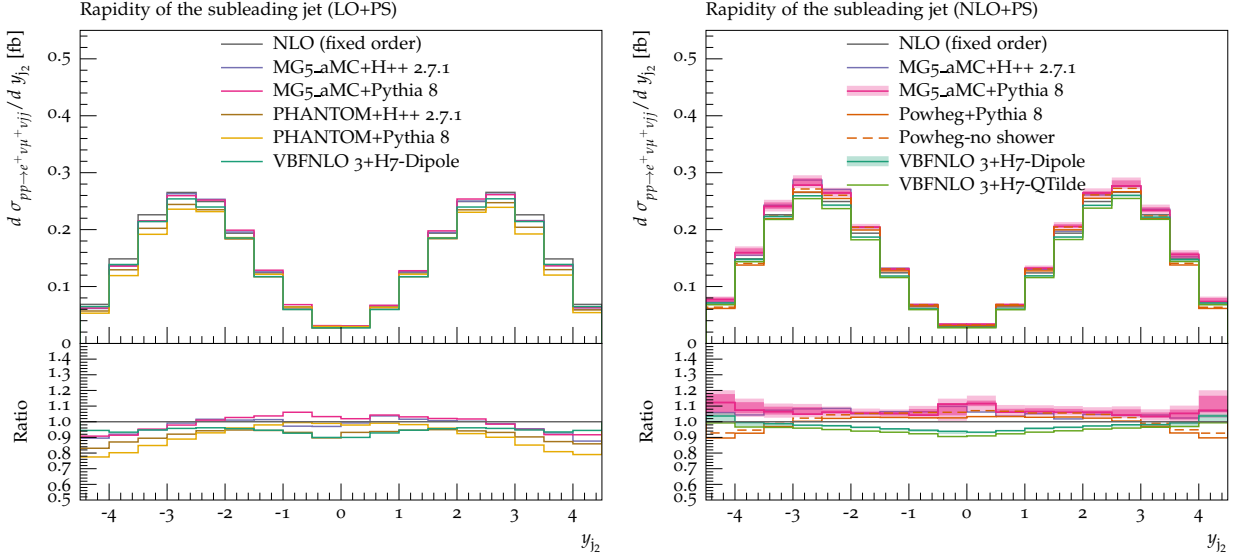 Rapidity of the subleading jet (LO+PS)
d σ_{pp→e⁺νμ⁺νjj}/d y_{j₂} [fb]
NLO (fixed order)
MG5_aMC+H++ 2.7.1
MG5_aMC+Pythia 8
PHANTOM+H++ 2.7.1
PHANTOM+Pythia 8
VBFNLO 3+H7-Dipole
0.5
0.4
0.3
0.2
0.1
0
Ratio
1.4
1.3
1.2
1.1
1.0
0.9
0.8
0.7
0.6
0.5
-4 -3 -2 -1 0 1 2 3 4
y_{j₂}
Rapidity of the subleading jet (NLO+PS)
d σ_{pp→e⁺νμ⁺νjj}/d y_{j₂} [fb]
NLO (fixed order)
MG5_aMC+H++ 2.7.1
MG5_aMC+Pythia 8
Powheg+Pythia 8
Powheg-no shower
VBFNLO 3+H7-Dipole
VBFNLO 3+H7-QTilde
0.5
0.4
0.3
0.2
0.1
0
Ratio
1.4
1.3
1.2
1.1
1.0
0.9
0.8
0.7
0.6
0.5
-4 -3 -2 -1 0 1 2 3 4
y_{j₂}